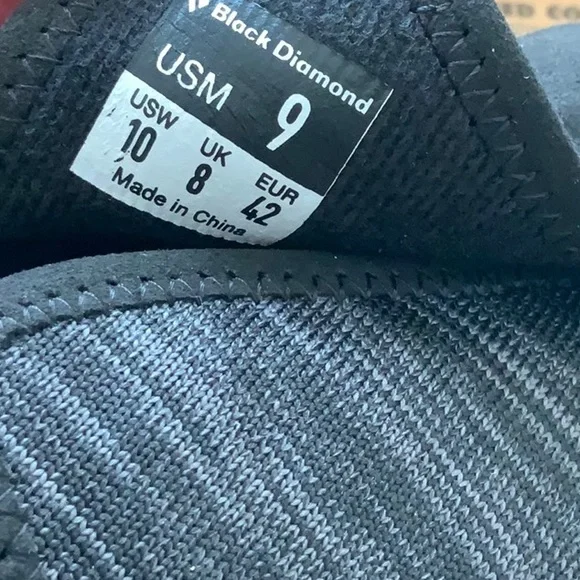 Black Diamond
USM 9
USW UK EUR
10 8 42
Made in China